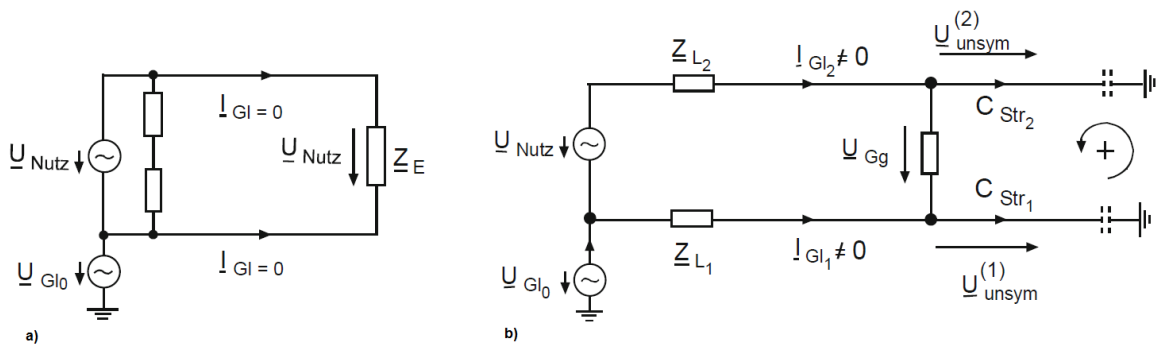 U Nutz
U Gl0
I Gl = 0
I Gl = 0
U Nutz
Z E
a)
U Nutz
U Gl0
Z L2
Z L1
I Gl2 ≠ 0
I Gl1 ≠ 0
U Gg
U (2) unsym
C Str2
C Str1
U (1) unsym
+
b)